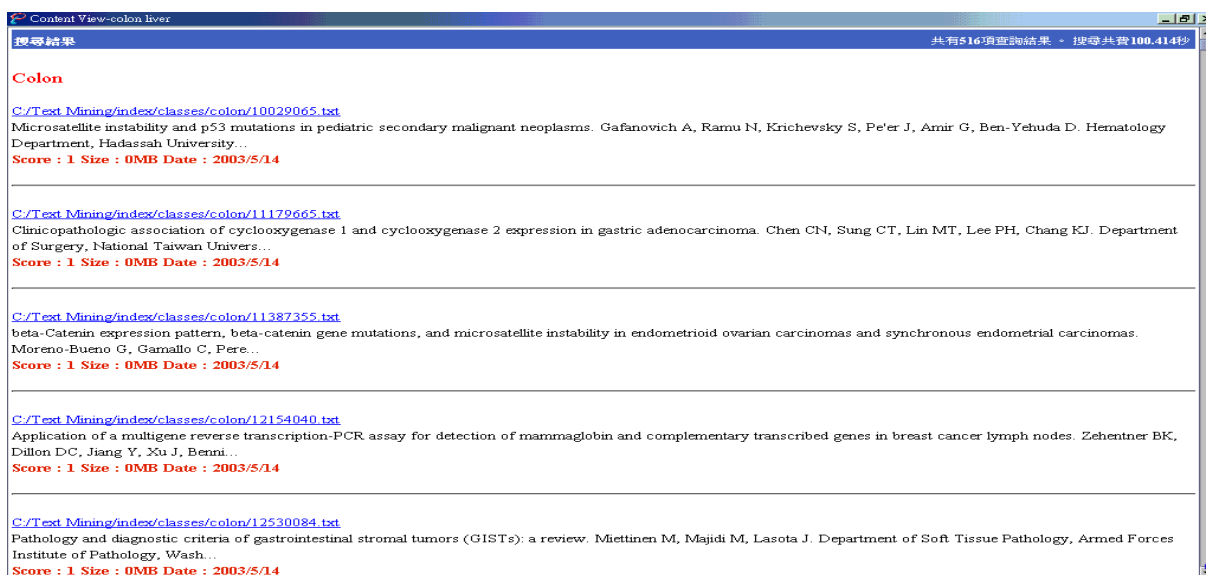 Content View-colon liver
搜尋結果
共有516項查詢結果 。 搜尋共費100.414秒
Colon
C:/Text Mining/index/classes/colon/10029065.txt
Microsatellite instability and p53 mutations in pediatric secondary malignant neoplasms. Gafanovich A, Ramu N, Krichevsky S, Pe'er J, Amir G, Ben-Yehuda D. Hematology
Department, Hadassah University...
Score : 1 Size : 0MB Date : 2003/5/14
C:/Text Mining/index/classes/colon/11179665.txt
Clinicopathologic association of cyclooxygenase 1 and cyclooxygenase 2 expression in gastric adenocarcinoma. Chen CN, Sung CT, Lin MT, Lee PH, Chang KJ. Department
of Surgery, National Taiwan Univers...
Score : 1 Size : 0MB Date : 2003/5/14
C:/Text Mining/index/classes/colon/11387355.txt
beta-Catenin expression pattern, beta-catenin gene mutations, and microsatellite instability in endometrioid ovarian carcinomas and synchronous endometrial carcinomas.
Moreno-Bueno G, Gamallo C, Pere...
Score : 1 Size : 0MB Date : 2003/5/14
C:/Text Mining/index/classes/colon/12154040.txt
Application of a multigene reverse transcription-PCR assay for detection of mammaglobin and complementary transcribed genes in breast cancer lymph nodes. Zehentner BK,
Dillon DC, Jiang Y, Xu J, Benni...
Score : 1 Size : 0MB Date : 2003/5/14
C:/Text Mining/index/classes/colon/12530084.txt
Pathology and diagnostic criteria of gastrointestinal stromal tumors (GISTs): a review. Miettinen M, Majidi M, Lasota J. Department of Soft Tissue Pathology, Armed Forces
Institute of Pathology, Wash...
Score : 1 Size : 0MB Date : 2003/5/14